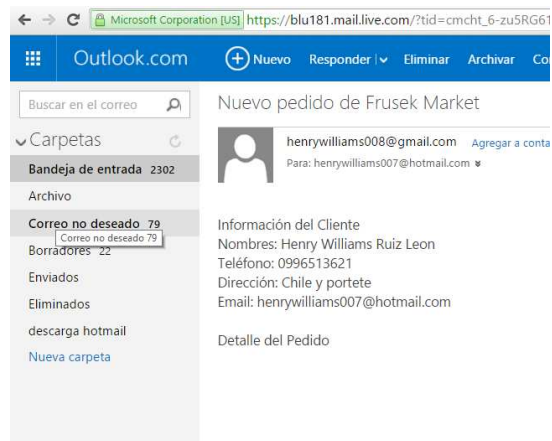 Microsoft Corporation [US] https://blu181.mail.live.com/?tid=cmcht_6-zu5RG61
Outlook.com
Nuevo Responder Eliminar Archivar Co
Buscar en el correo
Carpetas
Bandeja de entrada 2302
Archivo
Correo no deseado 79
Correo no deseado 79
Borradores 22
Enviados
Eliminados
descarga hotmail
Nueva carpeta
Nuevo pedido de Frusek Market
henrywilliams008@gmail.com Agregar a conta
Para: henrywilliams007@hotmail.com
Información del Cliente
Nombres: Henry Williams Ruiz Leon
Teléfono: 0996513621
Dirección: Chile y portete
Email: henrywilliams007@hotmail.com
Detalle del Pedido